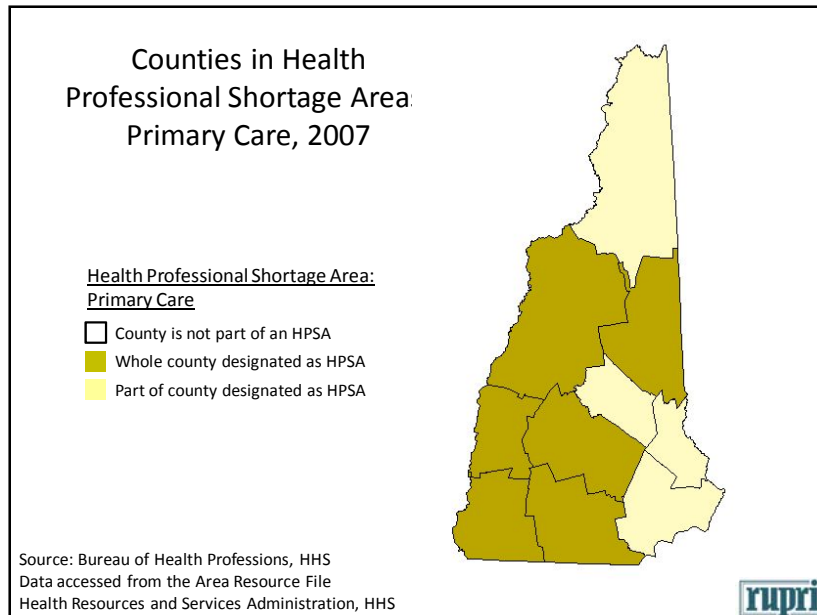 Counties in Health
Professional Shortage Area:
Primary Care, 2007
Health Professional Shortage Area:
Primary Care
County is not part of an HPSA
Whole county designated as HPSA
Part of county designated as HPSA
Source: Bureau of Health Professions, HHS
Data accessed from the Area Resource File
Health Resources and Services Administration, HHS
rupri